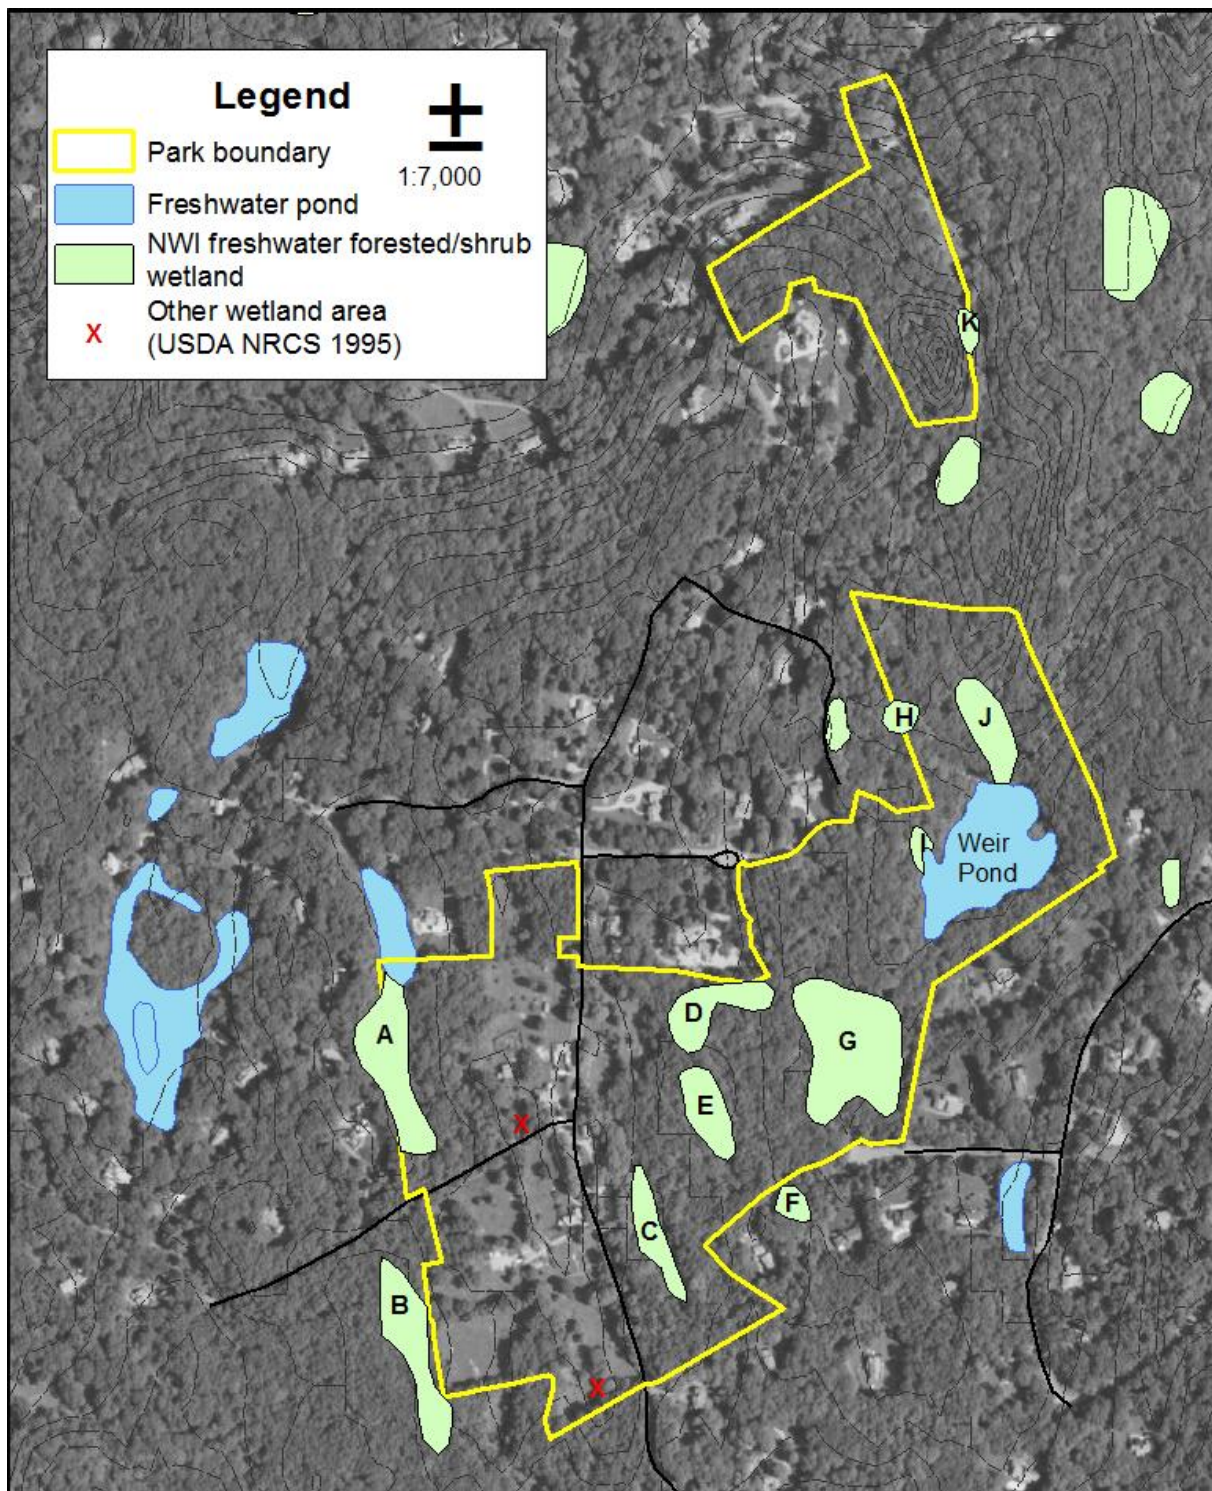 Legend
Park boundary
1:7,000
Freshwater pond
NWI freshwater forested/shrub
wetland
X
Other wetland area
(USDA NRCS 1995)
K
H
J
I
Weir
Pond
A
D
G
E
X
F
C
B
X